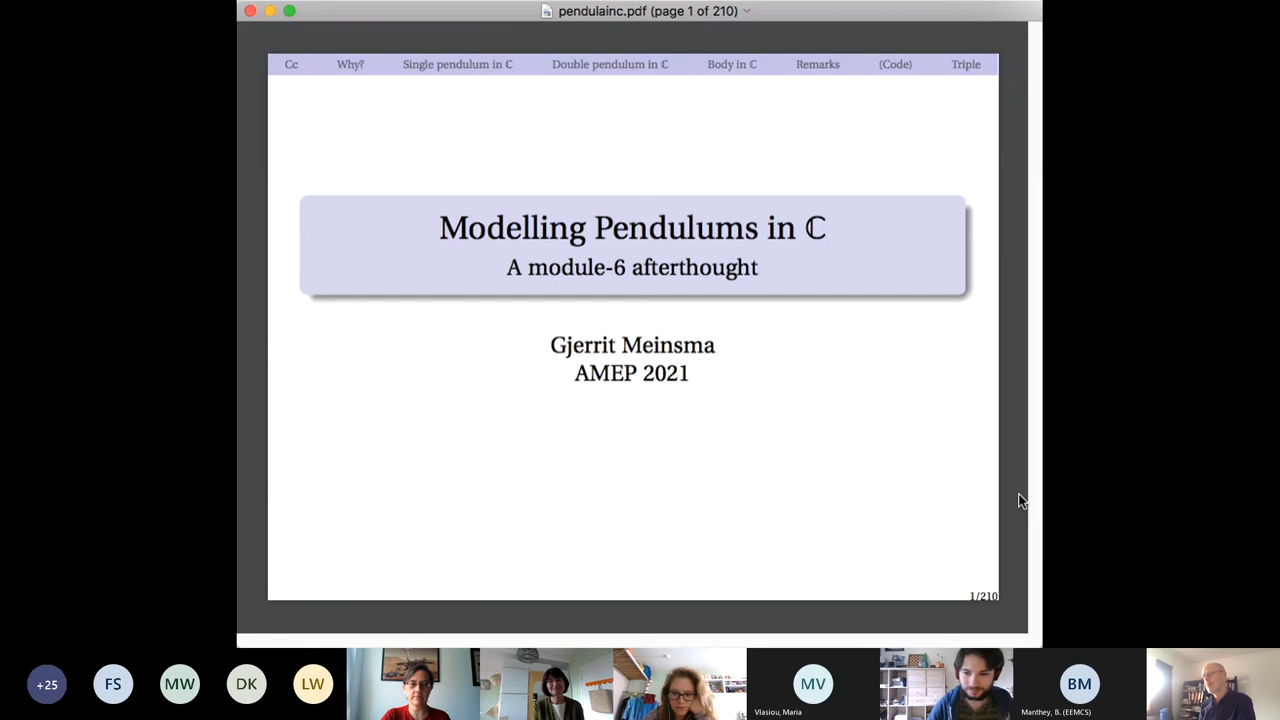 pendulainc.pdf (page 1 of 210)
Cc Why? Single pendulum in ℂ Double pendulum in ℂ Body in ℂ Remarks (Code) Triple
Modelling Pendulums in ℂ
A module-6 afterthought
Gjerrit Meinsma
AMEP 2021
1/210
+25 FS MW DK LW MV BM
Vlasiou, Maria Manthey, B. (EEMCS)